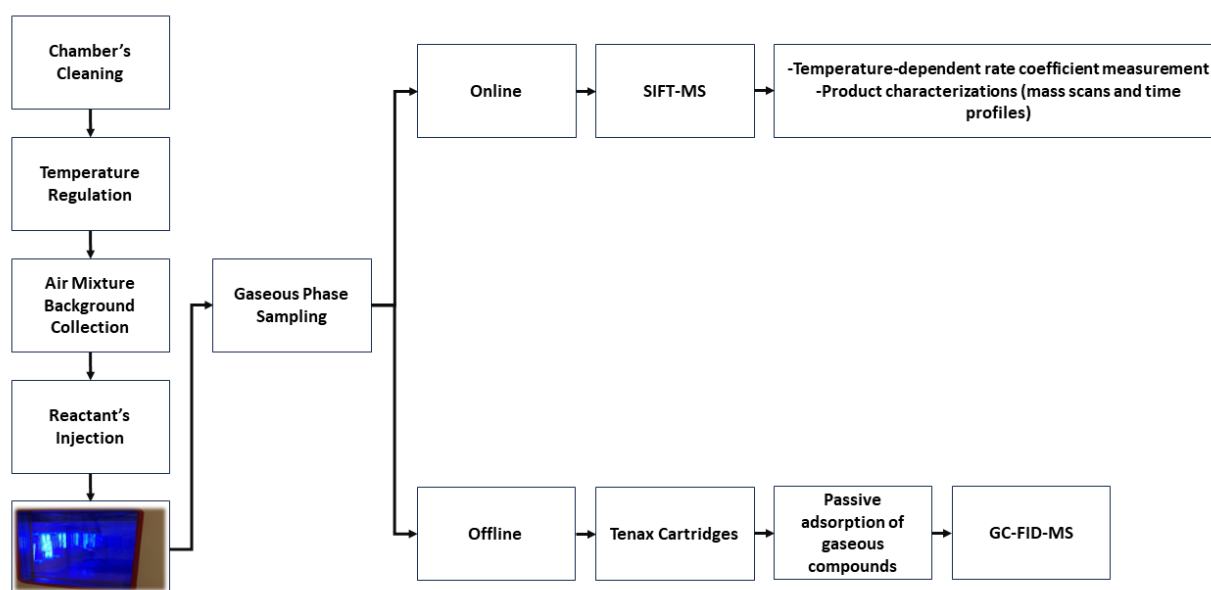 Chamber's
Cleaning
Temperature
Regulation
Air Mixture
Background
Collection
Reactant's
Injection
Gaseous Phase
Sampling
Online
SIFT-MS
-Temperature-dependent rate coefficient measurement
-Product characterizations (mass scans and time
profiles)
Offline
Tenax Cartridges
Passive
adsorption of
gaseous
compounds
GC-FID-MS